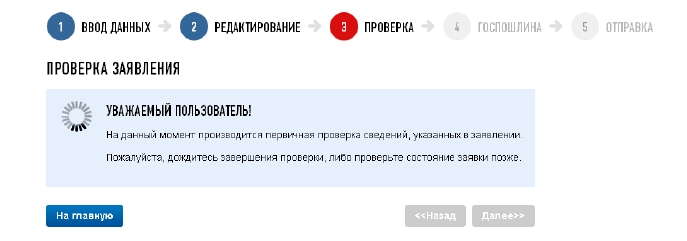 1 ВВОД ДАННЫХ 2 РЕДАКТИРОВАНИЕ 3 ПРОВЕРКА 4 ГОСПОШЛИНА 5 ОТПРАВКА
ПРОВЕРКА ЗАЯВЛЕНИЯ
УВАЖАЕМЫЙ ПОЛЬЗОВАТЕЛЬ!
На данный момент производится первичная проверка сведений, указанных в заявлении.
Пожалуйста, дождитесь завершения проверки, либо проверьте состояние заявки позже.
На главную <<Назад Далее>>